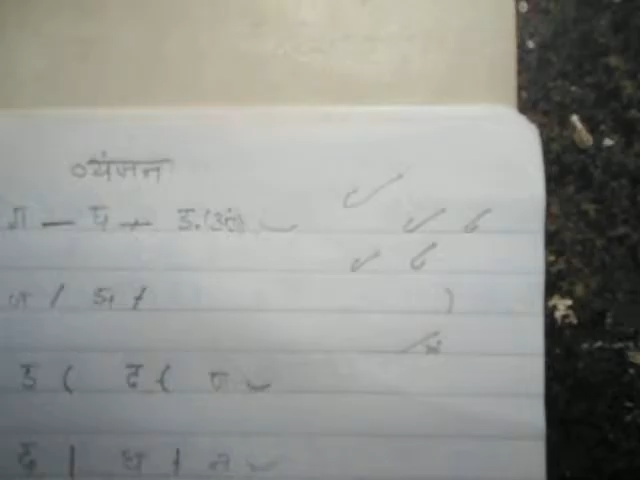 व्यंजन
ग — घ + ङ.(अं)
ज / झ /
ड ( ढ ( ण
द | ध | न